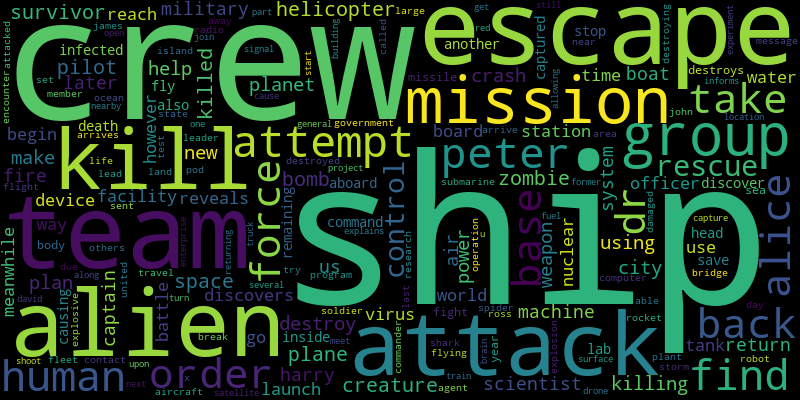 survivor reach military helicopter called large get
james part away red still
infected radio another building signal near message
pilot help planet start captured stop
later fly missile crash time boat water
crew escape
mission take
encounter attacked open set island join
member nearby ocean also killed
however cause destroys allowing
destroying experiment
begin death arrives state one
make test leader kill attempt
general government board station arrive john area
peter group rescue
informs location
fire life new land destroyed bomb aboard
zombie system officer discover
flight lead pod project submarine former sea
device facility reveals force
team control base dr alice
way sent remaining command explains
air power operation weapon fuel nuclear using
damaged capture head use save bridge
body others truck enterprise returning
meanwhile plan due along united travel
captain space us try program research
city computer able
david turn several discovers world
machine day
alien ship
explosive causing battle go inside virus
fight spider year rocket
destroy soldier last ross
break plane commander shark flying
attack back
brain lab surface explosion plant tank return
human order harry meet train
shoot fleet contact upon creature agent scientist
drone killing storm robot find
next x aircraft satellite launch